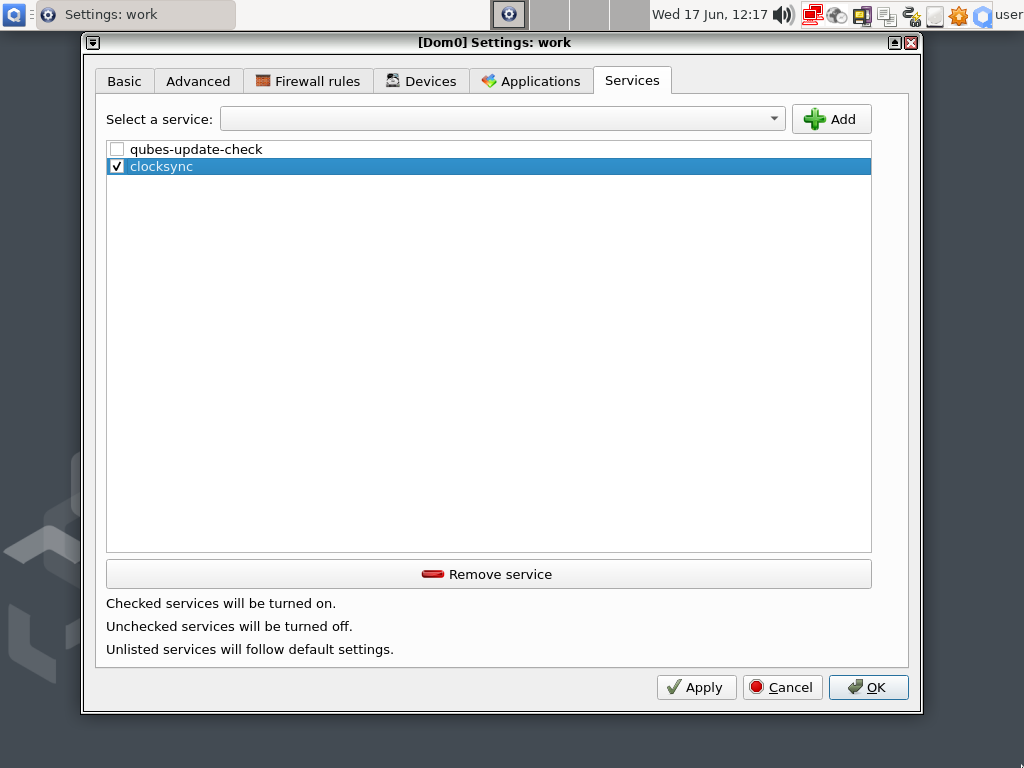 Settings: work
Wed 17 Jun, 12:17
user
[Dom0] Settings: work
Basic
Advanced
Firewall rules
Devices
Applications
Services
Select a service:
Add
qubes-update-check
clocksync
Remove service
Checked services will be turned on.
Unchecked services will be turned off.
Unlisted services will follow default settings.
Apply
Cancel
OK